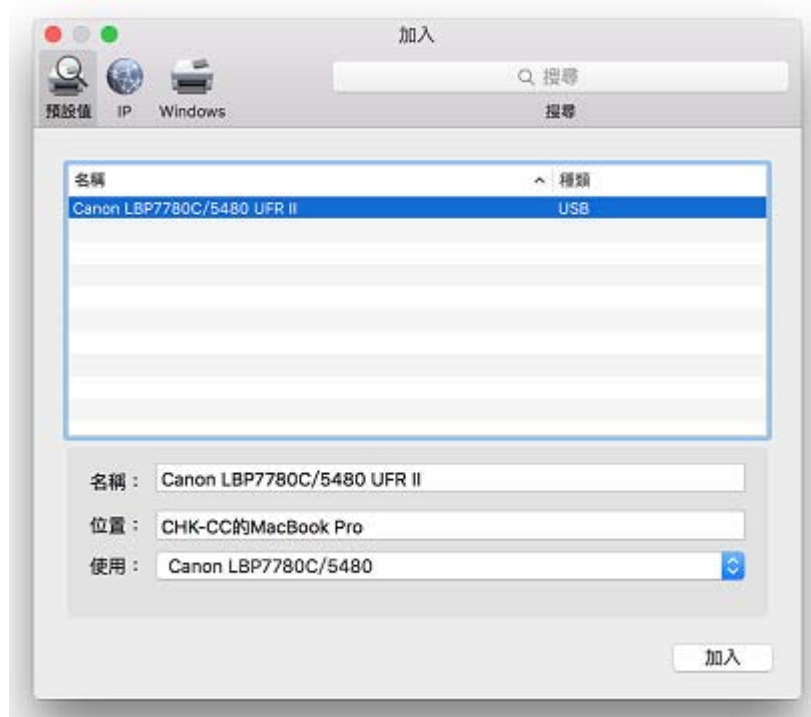 加入
搜尋
預設值 IP Windows 搜尋
名稱 種類
Canon LBP7780C/5480 UFR II USB
名稱： Canon LBP7780C/5480 UFR II
位置： CHK-CC的MacBook Pro
使用： Canon LBP7780C/5480
加入